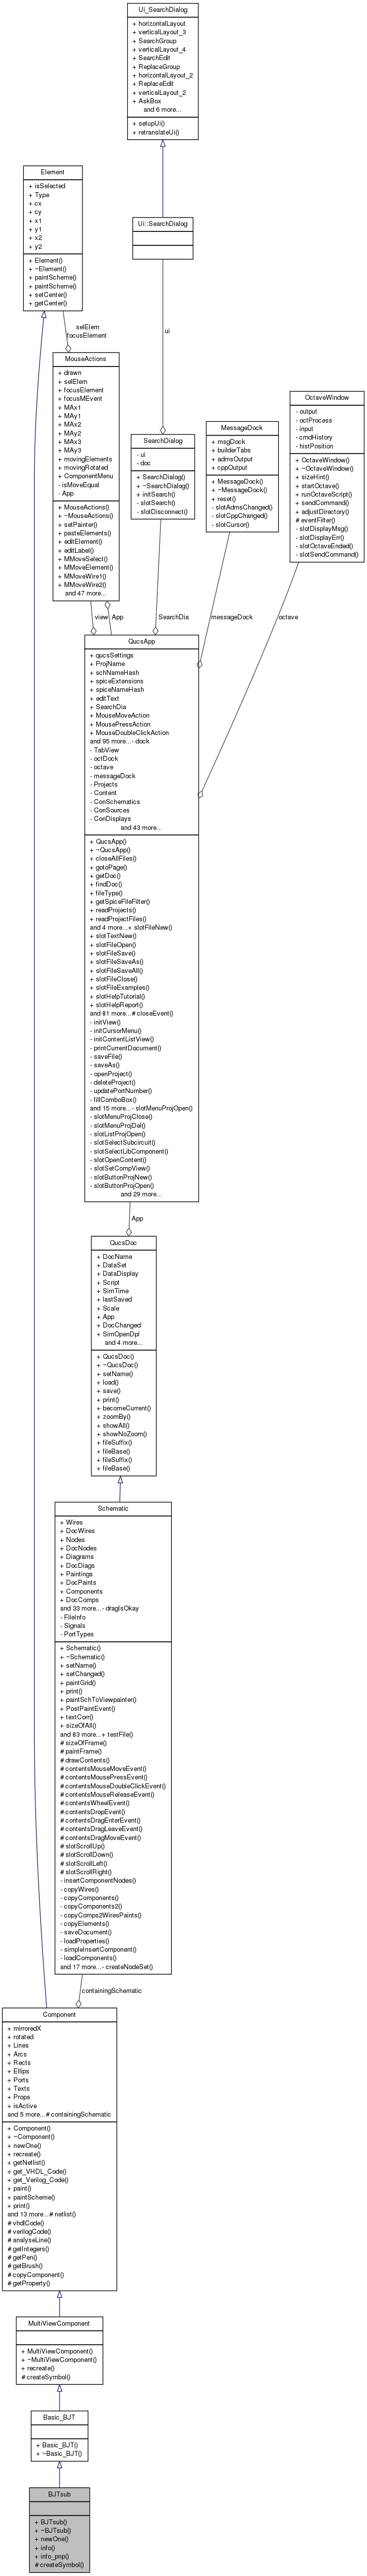 Ui_SearchDialog
+ horizontalLayout
+ verticalLayout_3
+ SearchGroup
+ verticalLayout_4
+ SearchEdit
+ ReplaceGroup
+ horizontalLayout_2
+ ReplaceEdit
+ verticalLayout_2
+ AskBox
and 6 more...
+ setupUi()
+ retranslateUi()
Element
+ isSelected
+ Type
+ cx
+ cy
+ x1
+ y1
+ x2
+ y2
+ Element()
+ ~Element()
+ paintScheme()
+ paintScheme()
+ setCenter()
+ getCenter()
Ui::SearchDialog
selElem
focusElement
ui
MouseActions
+ drawn
+ selElem
+ focusElement
+ focusMEvent
+ MAx1
+ MAy1
+ MAx2
+ MAy2
+ MAx3
+ MAy3
+ movingElements
+ movingRotated
+ ComponentMenu
- isMoveEqual
- App
+ MouseActions()
+ ~MouseActions()
+ setPainter()
+ pasteElements()
+ editElement()
+ editLabel()
+ MMoveSelect()
+ MMoveElement()
+ MMoveWire1()
+ MMoveWire2()
and 47 more...
SearchDialog
- ui
- doc
+ SearchDialog()
+ ~SearchDialog()
+ initSearch()
- slotSearch()
- slotDisconnect()
MessageDock
+ msgDock
+ builderTabs
+ admsOutput
+ cppOutput
+ MessageDock()
+ ~MessageDock()
+ reset()
- slotAdmsChanged()
- slotCppChanged()
- slotCursor()
OctaveWindow
- output
- octProcess
- input
- cmdHistory
- histPosition
+ OctaveWindow()
+ ~OctaveWindow()
+ sizeHint()
+ startOctave()
+ runOctaveScript()
+ sendCommand()
+ adjustDirectory()
# eventFilter()
- slotDisplayMsg()
- slotDisplayErr()
- slotOctaveEnded()
- slotSendCommand()
view
App
SearchDia
messageDock
octave
QucsApp
+ qucsSettings
+ ProjName
+ schNameHash
+ spiceExtensions
+ spiceNameHash
+ editText
+ SearchDia
+ MouseMoveAction
+ MousePressAction
+ MouseDoubleClickAction
and 95 more...- dock
- TabView
- octDock
- octave
- messageDock
- Projects
- Content
- ConSchematics
- ConSources
- ConDisplays
and 43 more...
+ QucsApp()
+ ~QucsApp()
+ closeAllFiles()
+ gotoPage()
+ getDoc()
+ findDoc()
+ fileType()
+ getSpiceFileFilter()
+ readProjects()
+ readProjectFiles()
and 4 more...+ slotFileNew()
+ slotTextNew()
+ slotFileOpen()
+ slotFileSave()
+ slotFileSaveAs()
+ slotFileSaveAll()
+ slotFileClose()
+ slotFileExamples()
+ slotHelpTutorial()
+ slotHelpReport()
and 81 more...# closeEvent()
- initView()
- initCursorMenu()
- initContentListView()
- printCurrentDocument()
- saveFile()
- saveAs()
- openProject()
- deleteProject()
- updatePortNumber()
- fillComboBox()
and 15 more...- slotMenuProjOpen()
- slotMenuProjClose()
- slotMenuProjDel()
- slotListProjOpen()
- slotSelectSubcircuit()
- slotSelectLibComponent()
- slotOpenContent()
- slotSetCompView()
- slotButtonProjNew()
- slotButtonProjOpen()
and 29 more...
App
QucsDoc
+ DocName
+ DataSet
+ DataDisplay
+ Script
+ SimTime
+ lastSaved
+ Scale
+ App
+ DocChanged
+ SimOpenDpl
and 4 more...
+ QucsDoc()
+ ~QucsDoc()
+ setName()
+ load()
+ save()
+ print()
+ becomeCurrent()
+ zoomBy()
+ showAll()
+ showNoZoom()
+ fileSuffix()
+ fileBase()
+ fileSuffix()
+ fileBase()
Schematic
+ Wires
+ DocWires
+ Nodes
+ DocNodes
+ Diagrams
+ DocDiags
+ Paintings
+ DocPaints
+ Components
+ DocComps
and 33 more...- dragIsOkay
- FileInfo
- Signals
- PortTypes
+ Schematic()
+ ~Schematic()
+ setName()
+ setChanged()
+ paintGrid()
+ print()
+ paintSchToViewpainter()
+ PostPaintEvent()
+ textCorr()
+ sizeOfAll()
and 83 more...+ testFile()
# sizeOfFrame()
# paintFrame()
# drawContents()
# contentsMouseMoveEvent()
# contentsMousePressEvent()
# contentsMouseDoubleClickEvent()
# contentsMouseReleaseEvent()
# contentsWheelEvent()
# contentsDropEvent()
# contentsDragEnterEvent()
# contentsDragLeaveEvent()
# contentsDragMoveEvent()
# slotScrollUp()
# slotScrollDown()
# slotScrollLeft()
# slotScrollRight()
- insertComponentNodes()
- copyWires()
- copyComponents()
- copyComponents2()
- copyComps2WiresPaints()
- copyElements()
- saveDocument()
- loadProperties()
- simpleInsertComponent()
- loadComponents()
and 17 more...- createNodeSet()
containingSchematic
Component
+ mirroredX
+ rotated
+ Lines
+ Arcs
+ Rects
+ Ellips
+ Ports
+ Texts
+ Props
+ isActive
and 5 more...# containingSchematic
+ Component()
+ ~Component()
+ newOne()
+ recreate()
+ getNetlist()
+ get_VHDL_Code()
+ get_Verilog_Code()
+ paint()
+ paintScheme()
+ print()
and 13 more...# netlist()
# vhdlCode()
# verilogCode()
# analyseLine()
# getIntegers()
# getPen()
# getBrush()
# copyComponent()
# getProperty()
MultiViewComponent
+ MultiViewComponent()
+ ~MultiViewComponent()
+ recreate()
# createSymbol()
Basic_BJT
+ Basic_BJT()
+ ~Basic_BJT()
BJTsub
+ BJTsub()
+ ~BJTsub()
+ newOne()
+ info()
+ info_pnp()
# createSymbol()